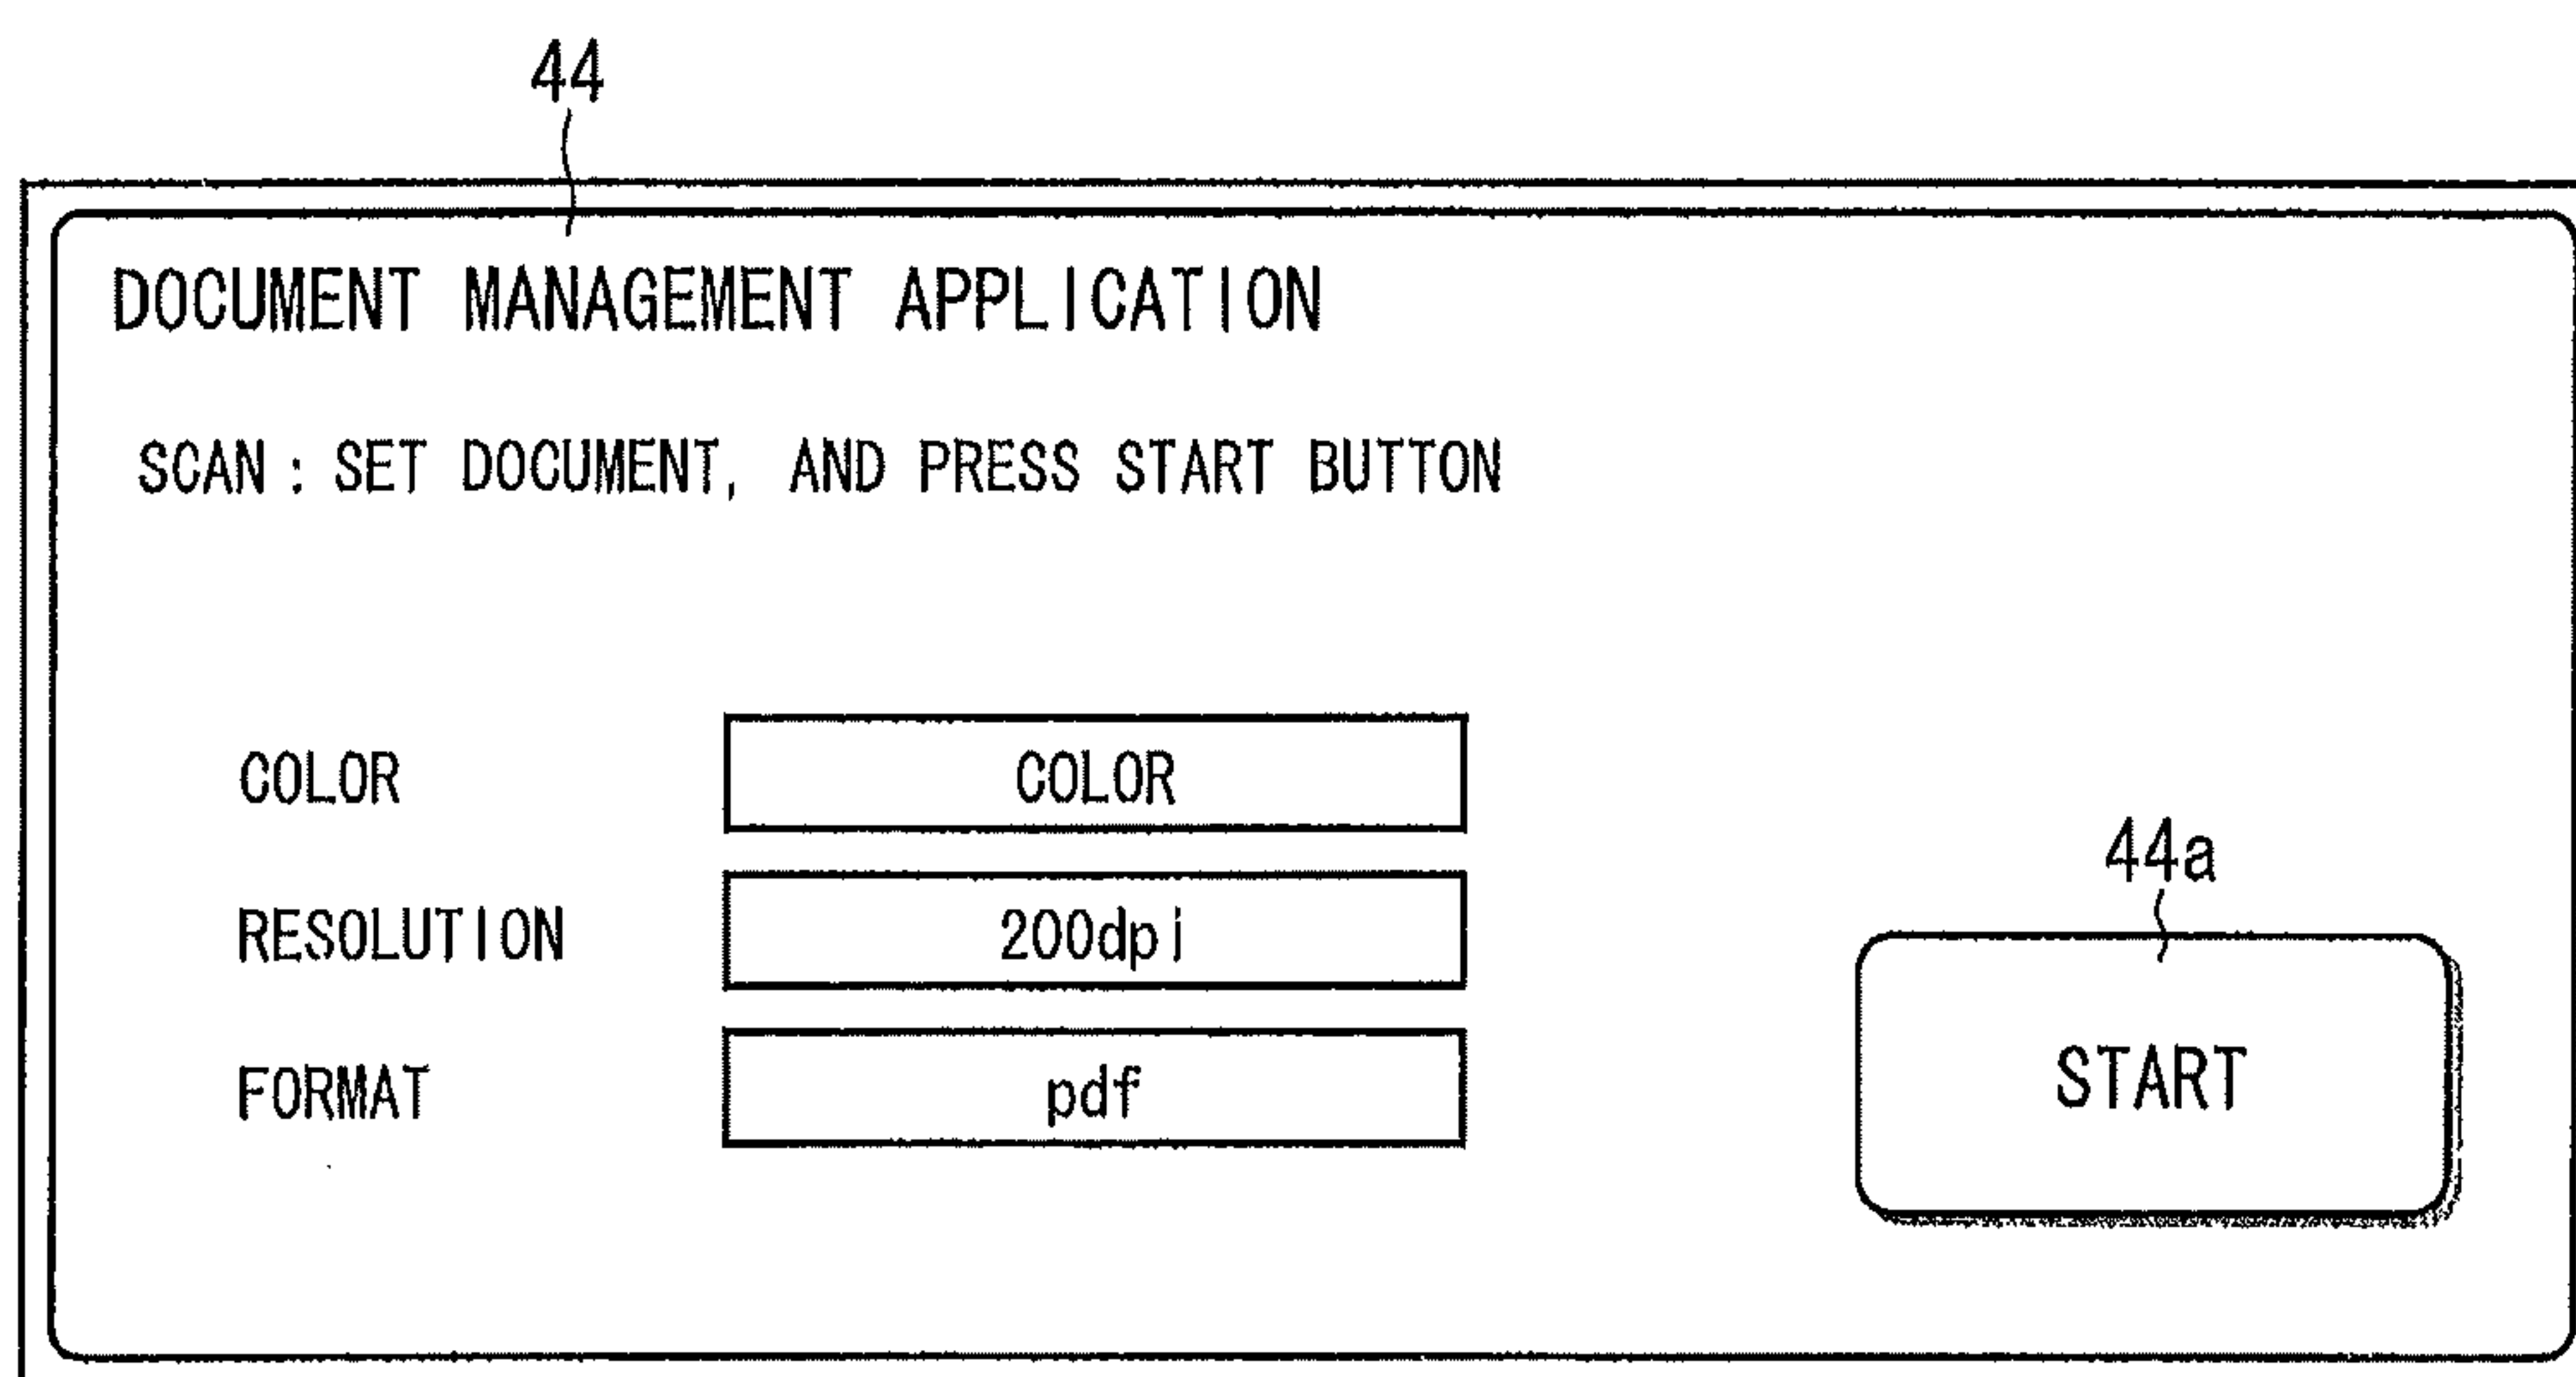 44
DOCUMENT MANAGEMENT APPLICATION
SCAN : SET DOCUMENT, AND PRESS START BUTTON
COLOR COLOR
44a
RESOLUTION 200dpi
START
FORMAT pdf